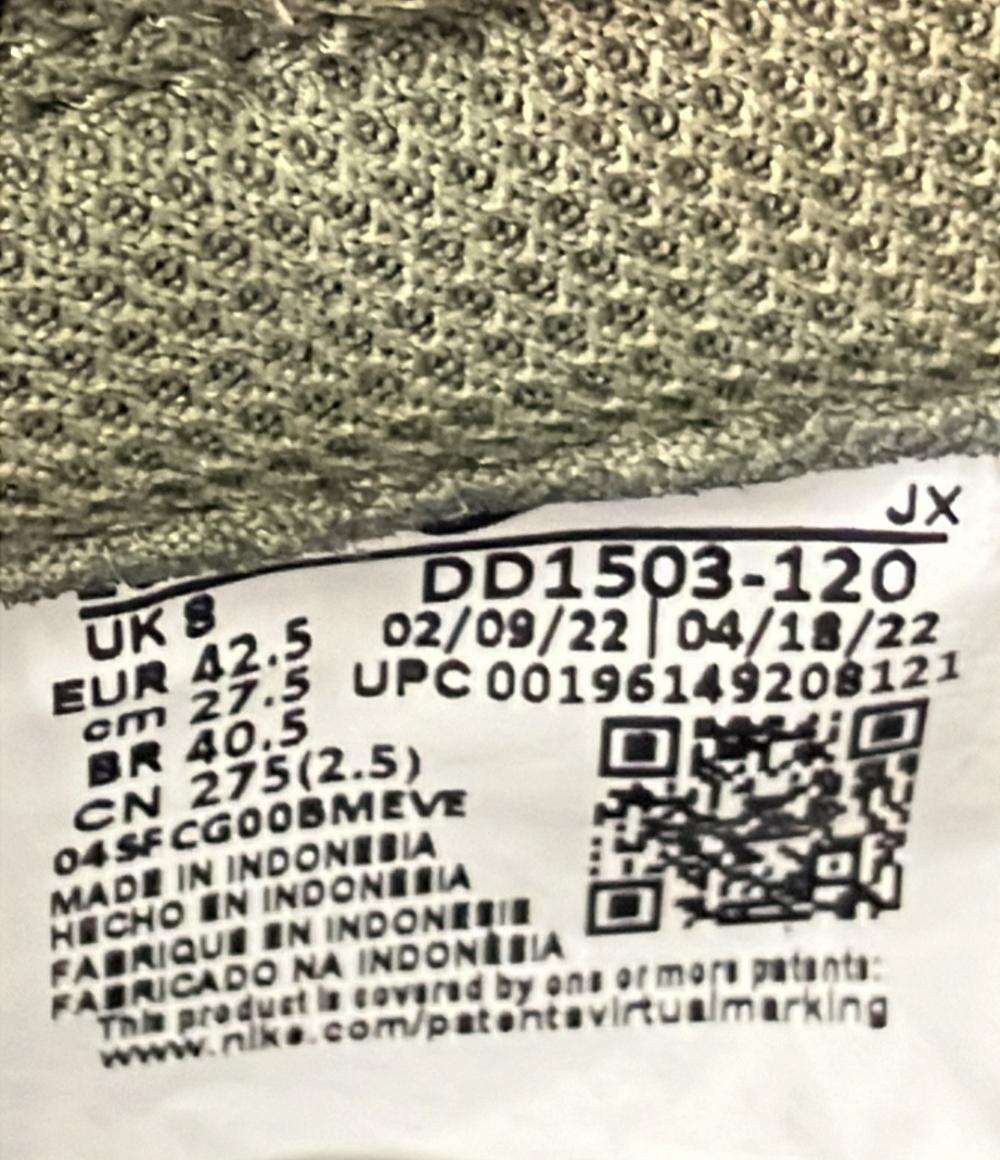 JX
DD1503-120
UK 8
02/09/22 | 04/18/22
EUR 42.5
UPC 00196149208121
cm 27.5
BR 40.5
CN 275(2.5)
04SFCG00BMEVE
MADE IN INDONESIA
HECHO EN INDONESIA
FABRIQUE EN INDONESIE
FABRICADO NA INDONÉSIA
This product is covered by one or more patents:
www.nike.com/patentsvirtualmarking